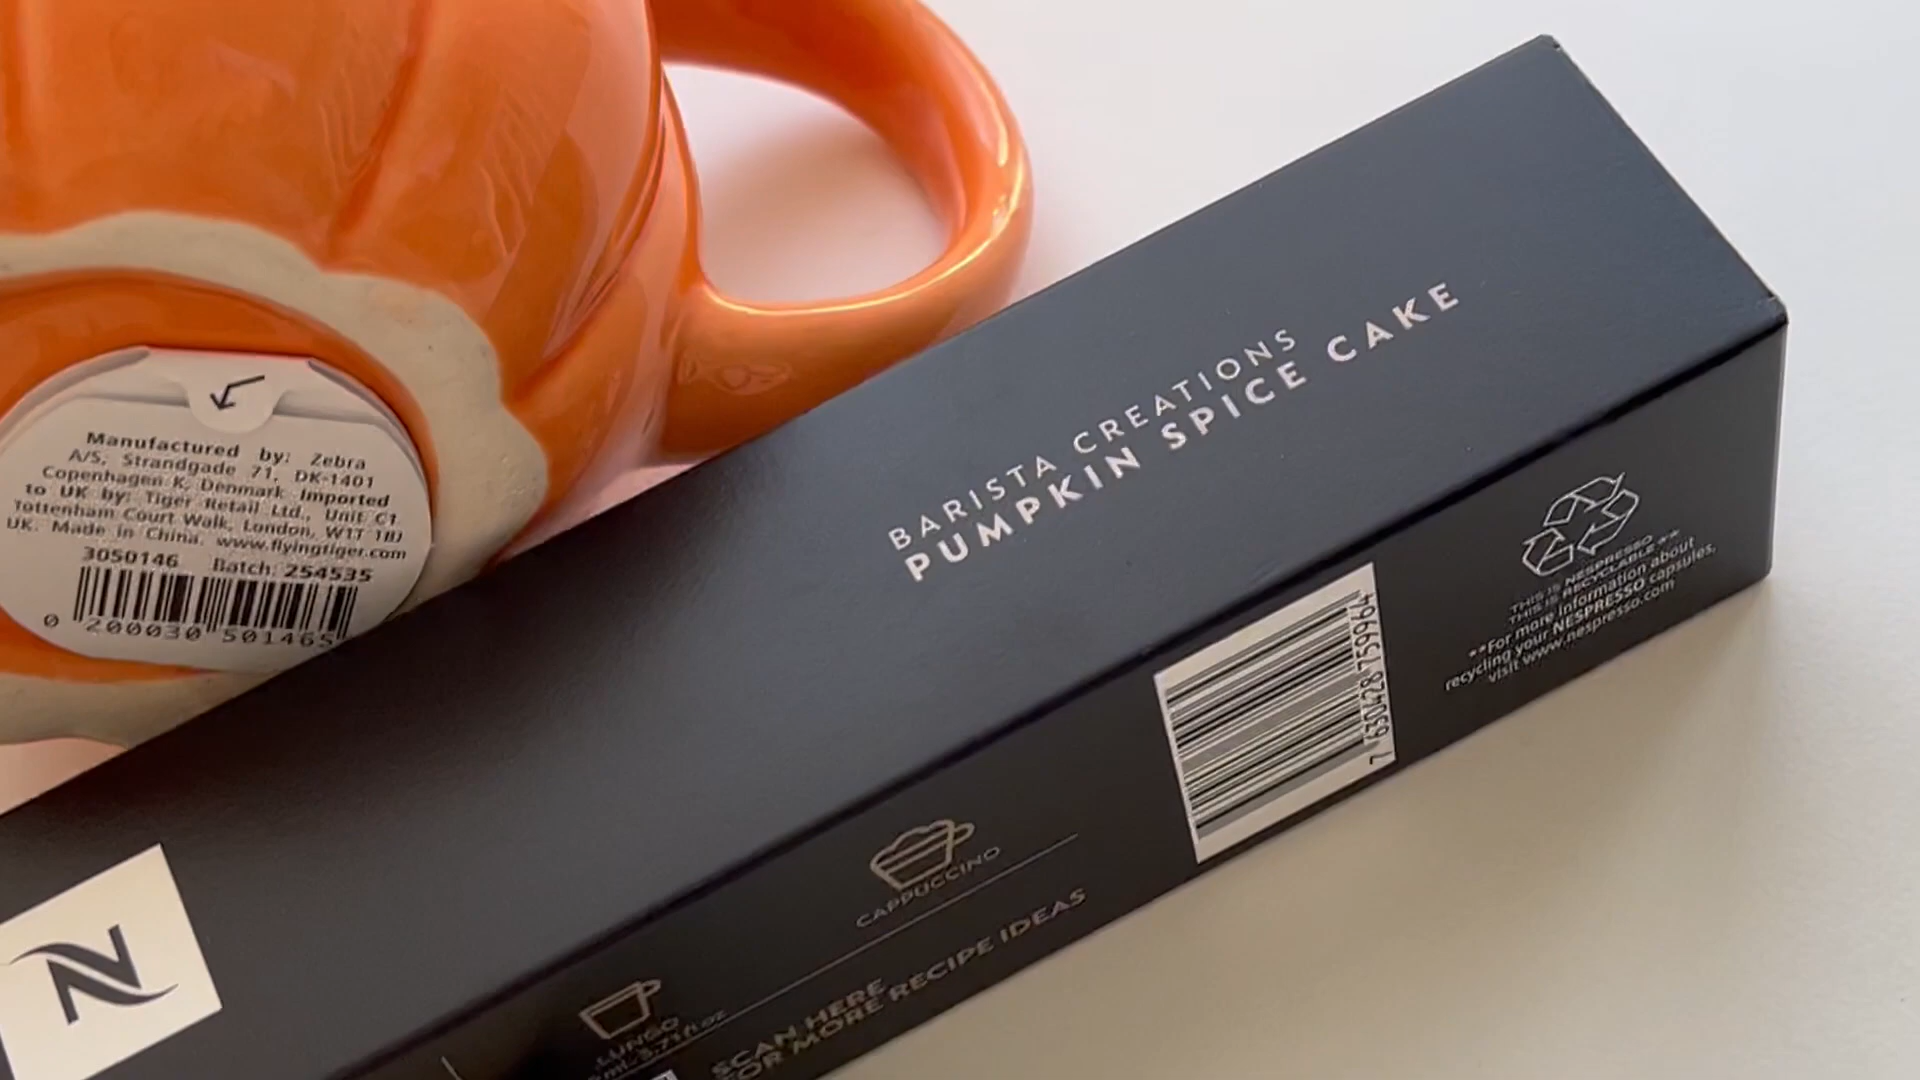 Manufactured by: Zebra
A/S, Strandgade 71, DK-1401
Copenhagen K, Denmark Imported
to UK by: Tiger Retail Ltd., Unit C1
Tottenham Court Walk, London, W1T 1BJ
UK. Made in China. www.flyingtiger.com
3050146 Batch: 254535
0 200030 501465
BARISTA CREATIONS
PUMPKIN SPICE CAKE
N
CAPPUCCINO
LUNGO
SCAN HERE
FOR MORE RECIPE IDEAS
7 630428 759964
THIS IS NESPRESSO
THIS IS RECYCLABLE**
**For more information about
recycling your NESPRESSO capsules,
visit www.nespresso.com